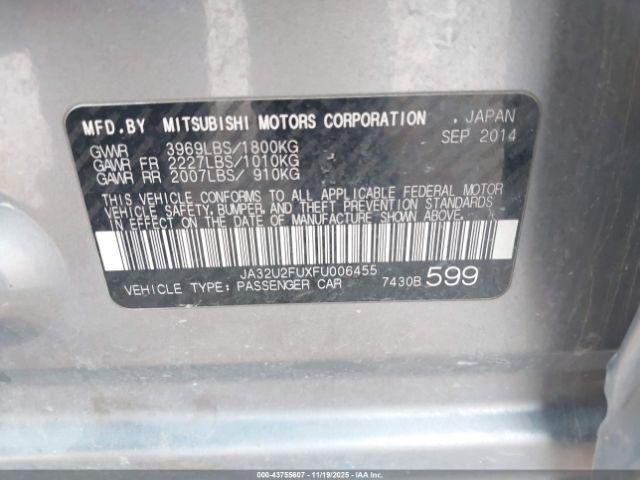 MFD.BY MITSUBISHI MOTORS CORPORATION , JAPAN
SEP 2014
GVWR 3969LBS/1800KG
GAWR FR 2227LBS/1010KG
GAWR RR 2007LBS/ 910KG
THIS VEHICLE CONFORMS TO ALL APPLICABLE FEDERAL MOTOR
VEHICLE SAFETY, BUMPER, AND THEFT PREVENTION STANDARDS
IN EFFECT ON THE DATE OF MANUFACTURE SHOWN ABOVE.
JA32U2FUXFU006455
VEHICLE TYPE: PASSENGER CAR 7430B 599
000-43755607 - 11/19/2025 - IAAI.COM